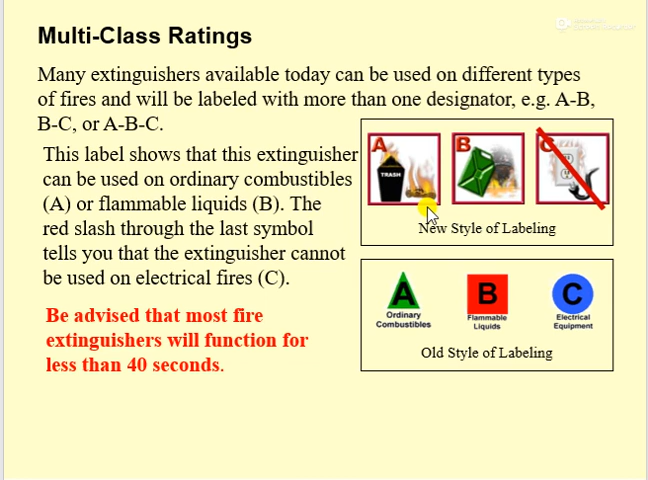 Multi-Class Ratings
Many extinguishers available today can be used on different types
of fires and will be labeled with more than one designator, e.g. A-B,
B-C, or A-B-C.
This label shows that this extinguisher
can be used on ordinary combustibles
(A) or flammable liquids (B). The
red slash through the last symbol
tells you that the extinguisher cannot
be used on electrical fires (C).
Be advised that most fire
extinguishers will function for
less than 40 seconds.
A
TRASH
B
C
New Style of Labeling
A
Ordinary
Combustibles
B
Flammable
Liquids
C
Electrical
Equipment
Old Style of Labeling